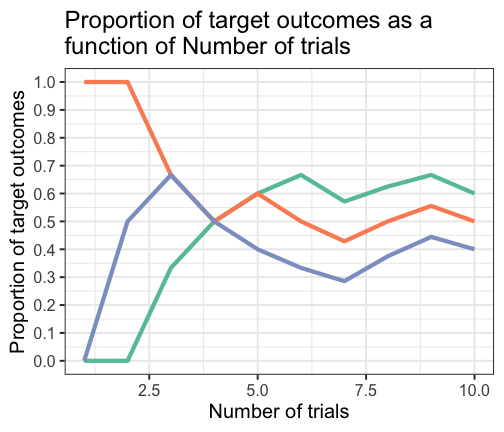 Proportion of target outcomes as a
function of Number of trials
Proportion of target outcomes
1.0
0.9
0.8
0.7
0.6
0.5
0.4
0.3
0.2
0.1
0.0
2.5 5.0 7.5 10.0
Number of trials